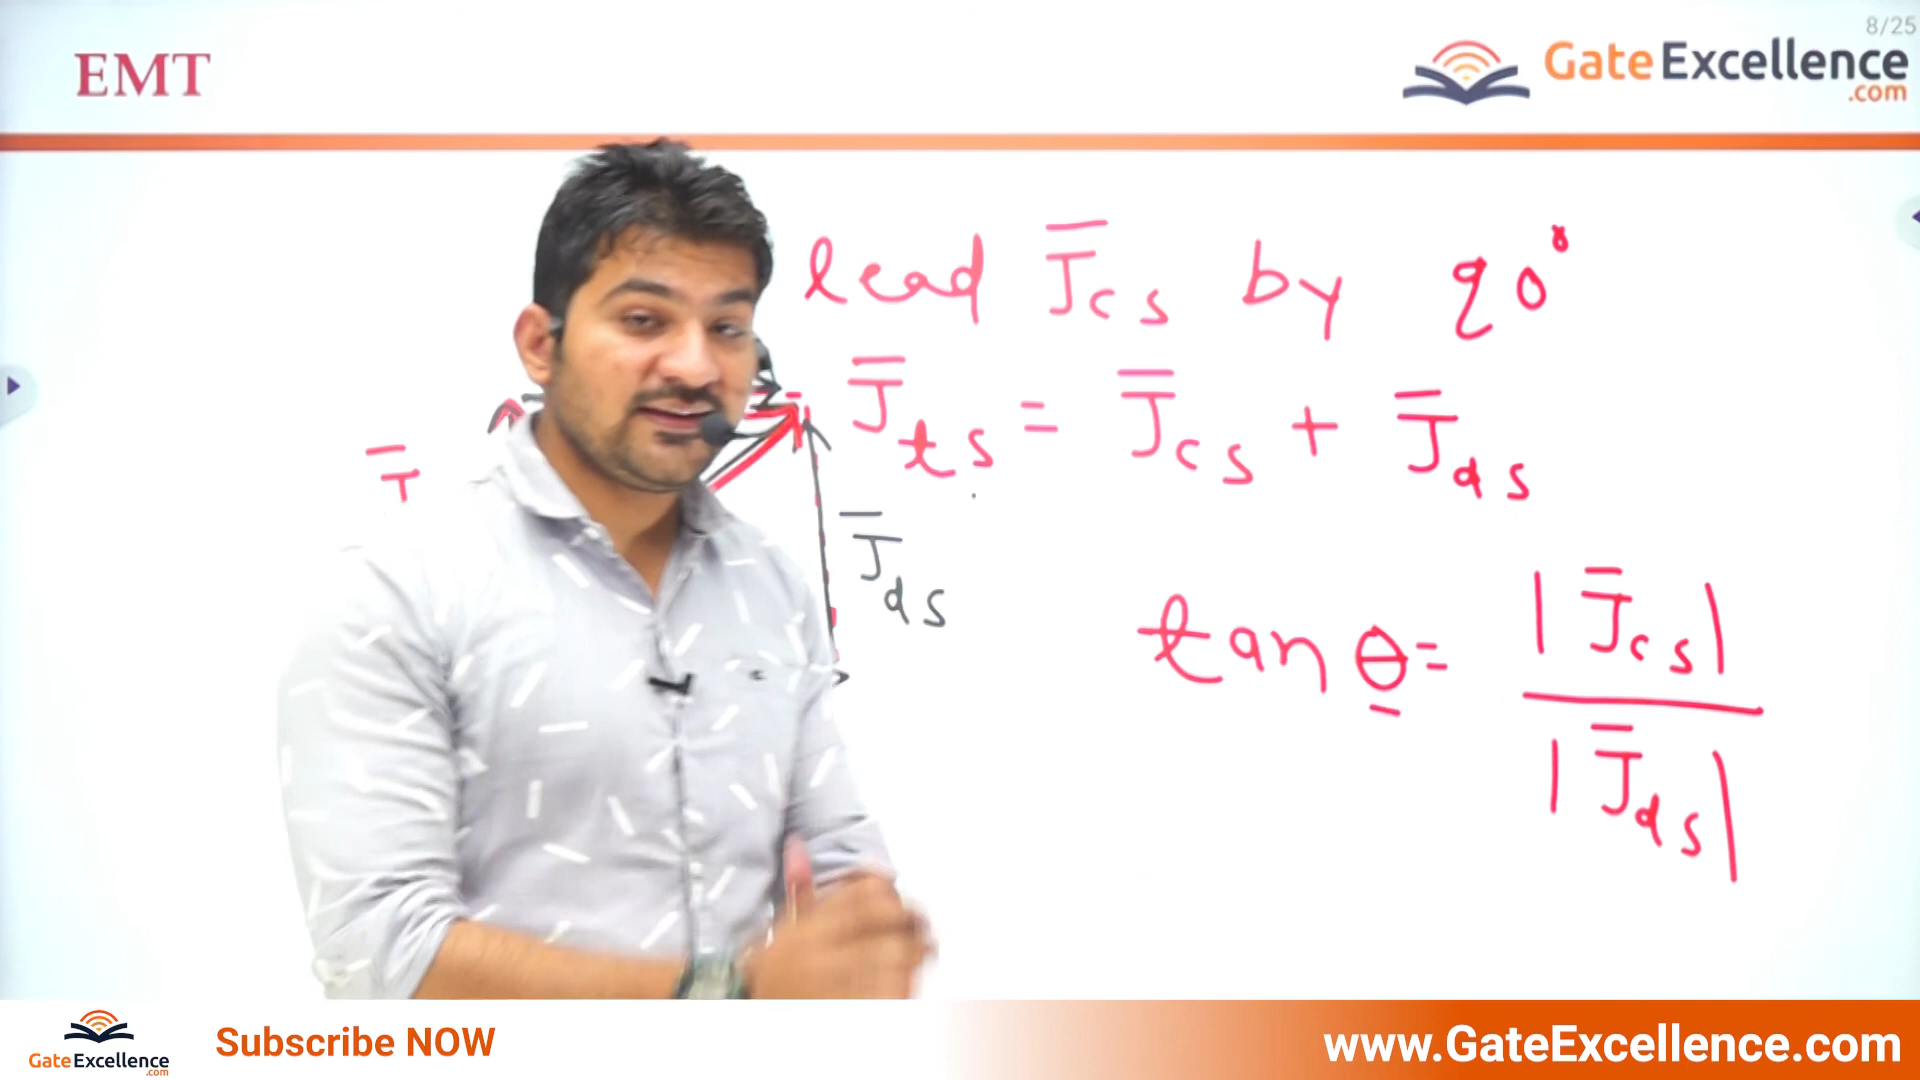 8/25
EMT
GateExcellence
.com
lead J̅cs by 90°
J̅ts = J̅cs + J̅ds
J̅ds
tan θ = |J̅cs|
|J̅ds|
GateExcellence
.com
Subscribe NOW
www.GateExcellence.com